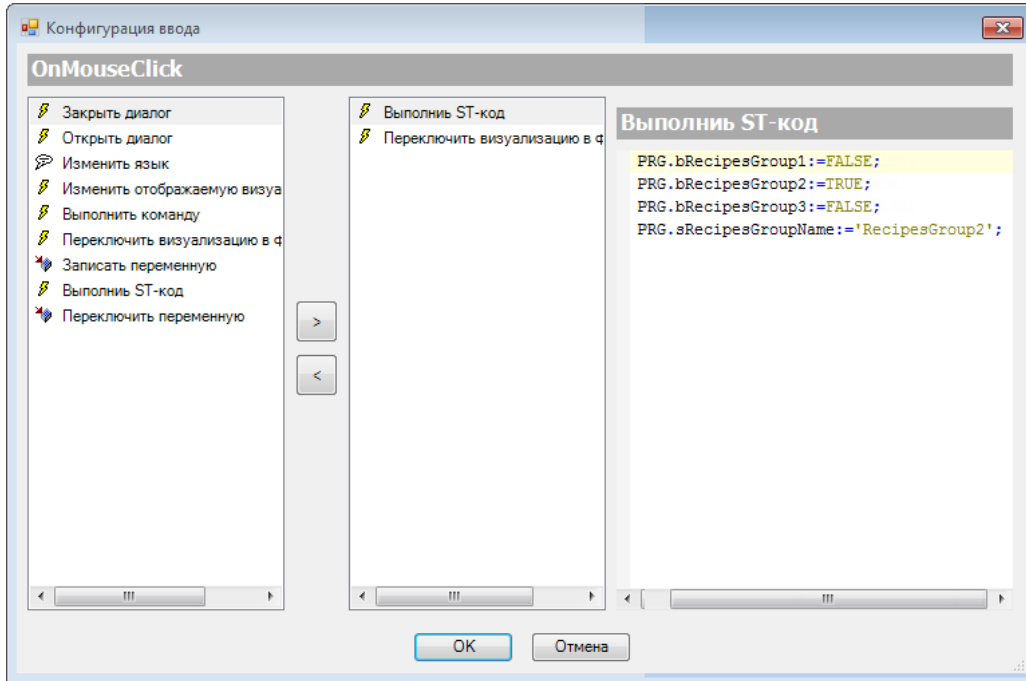 Конфигурация ввода
OnMouseClick
Закрыть диалог
Открыть диалог
Изменить язык
Изменить отображаемую визуа
Выполнить команду
Переключить визуализацию в ф
Записать переменную
Выполниь ST-код
Переключить переменную
>
<
Выполниь ST-код
Переключить визуализацию в ф
Выполниь ST-код
PRG.bRecipesGroup1:=FALSE;
PRG.bRecipesGroup2:=TRUE;
PRG.bRecipesGroup3:=FALSE;
PRG.sRecipesGroupName:='RecipesGroup2';
OK
Отмена